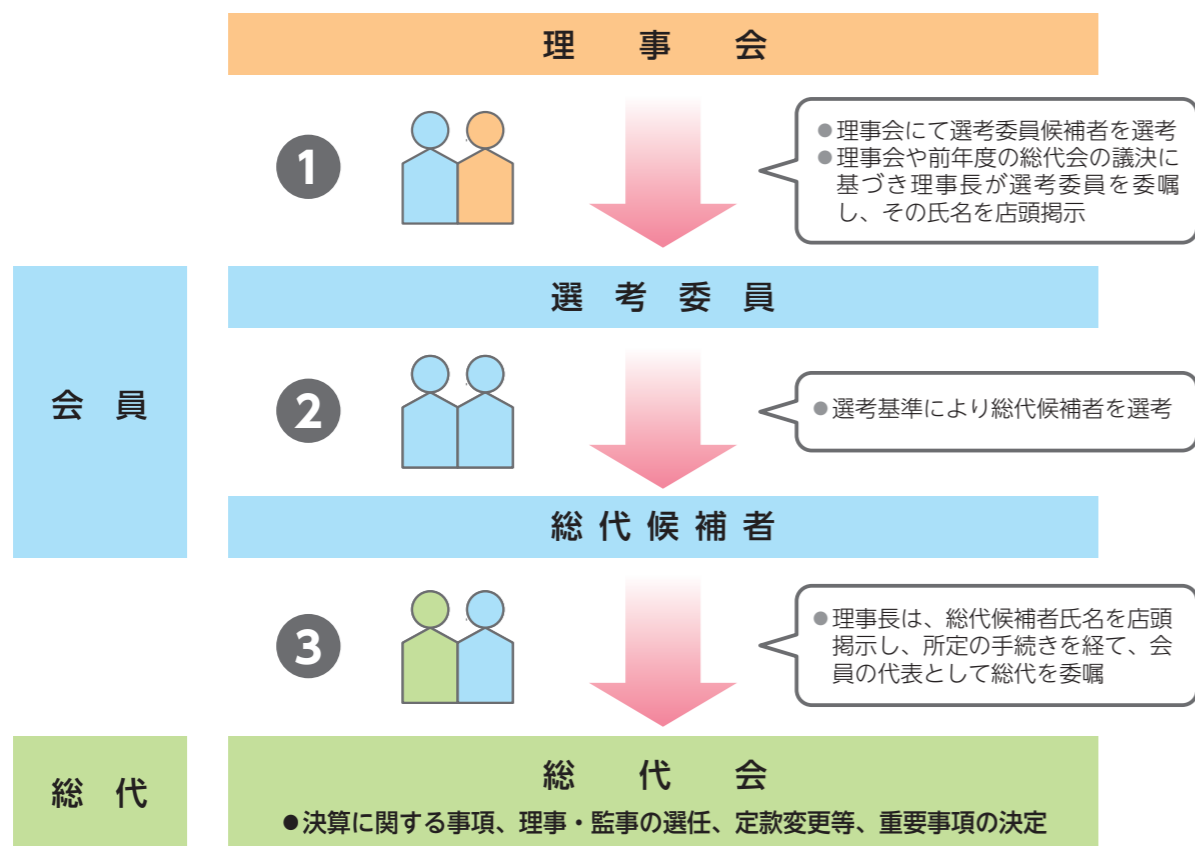 理事会
1
●理事会にて選考委員候補者を選考
●理事会や前年度の総代会の議決に
基づき理事長が選考委員を委嘱
し、その氏名を店頭掲示
選考委員
会員
2
●選考基準により総代候補者を選考
総代候補者
3
●理事長は、総代候補者氏名を店頭
掲示し、所定の手続きを経て、会
員の代表として総代を委嘱
総代
総代会
●決算に関する事項、理事・監事の選任、定款変更等、重要事項の決定